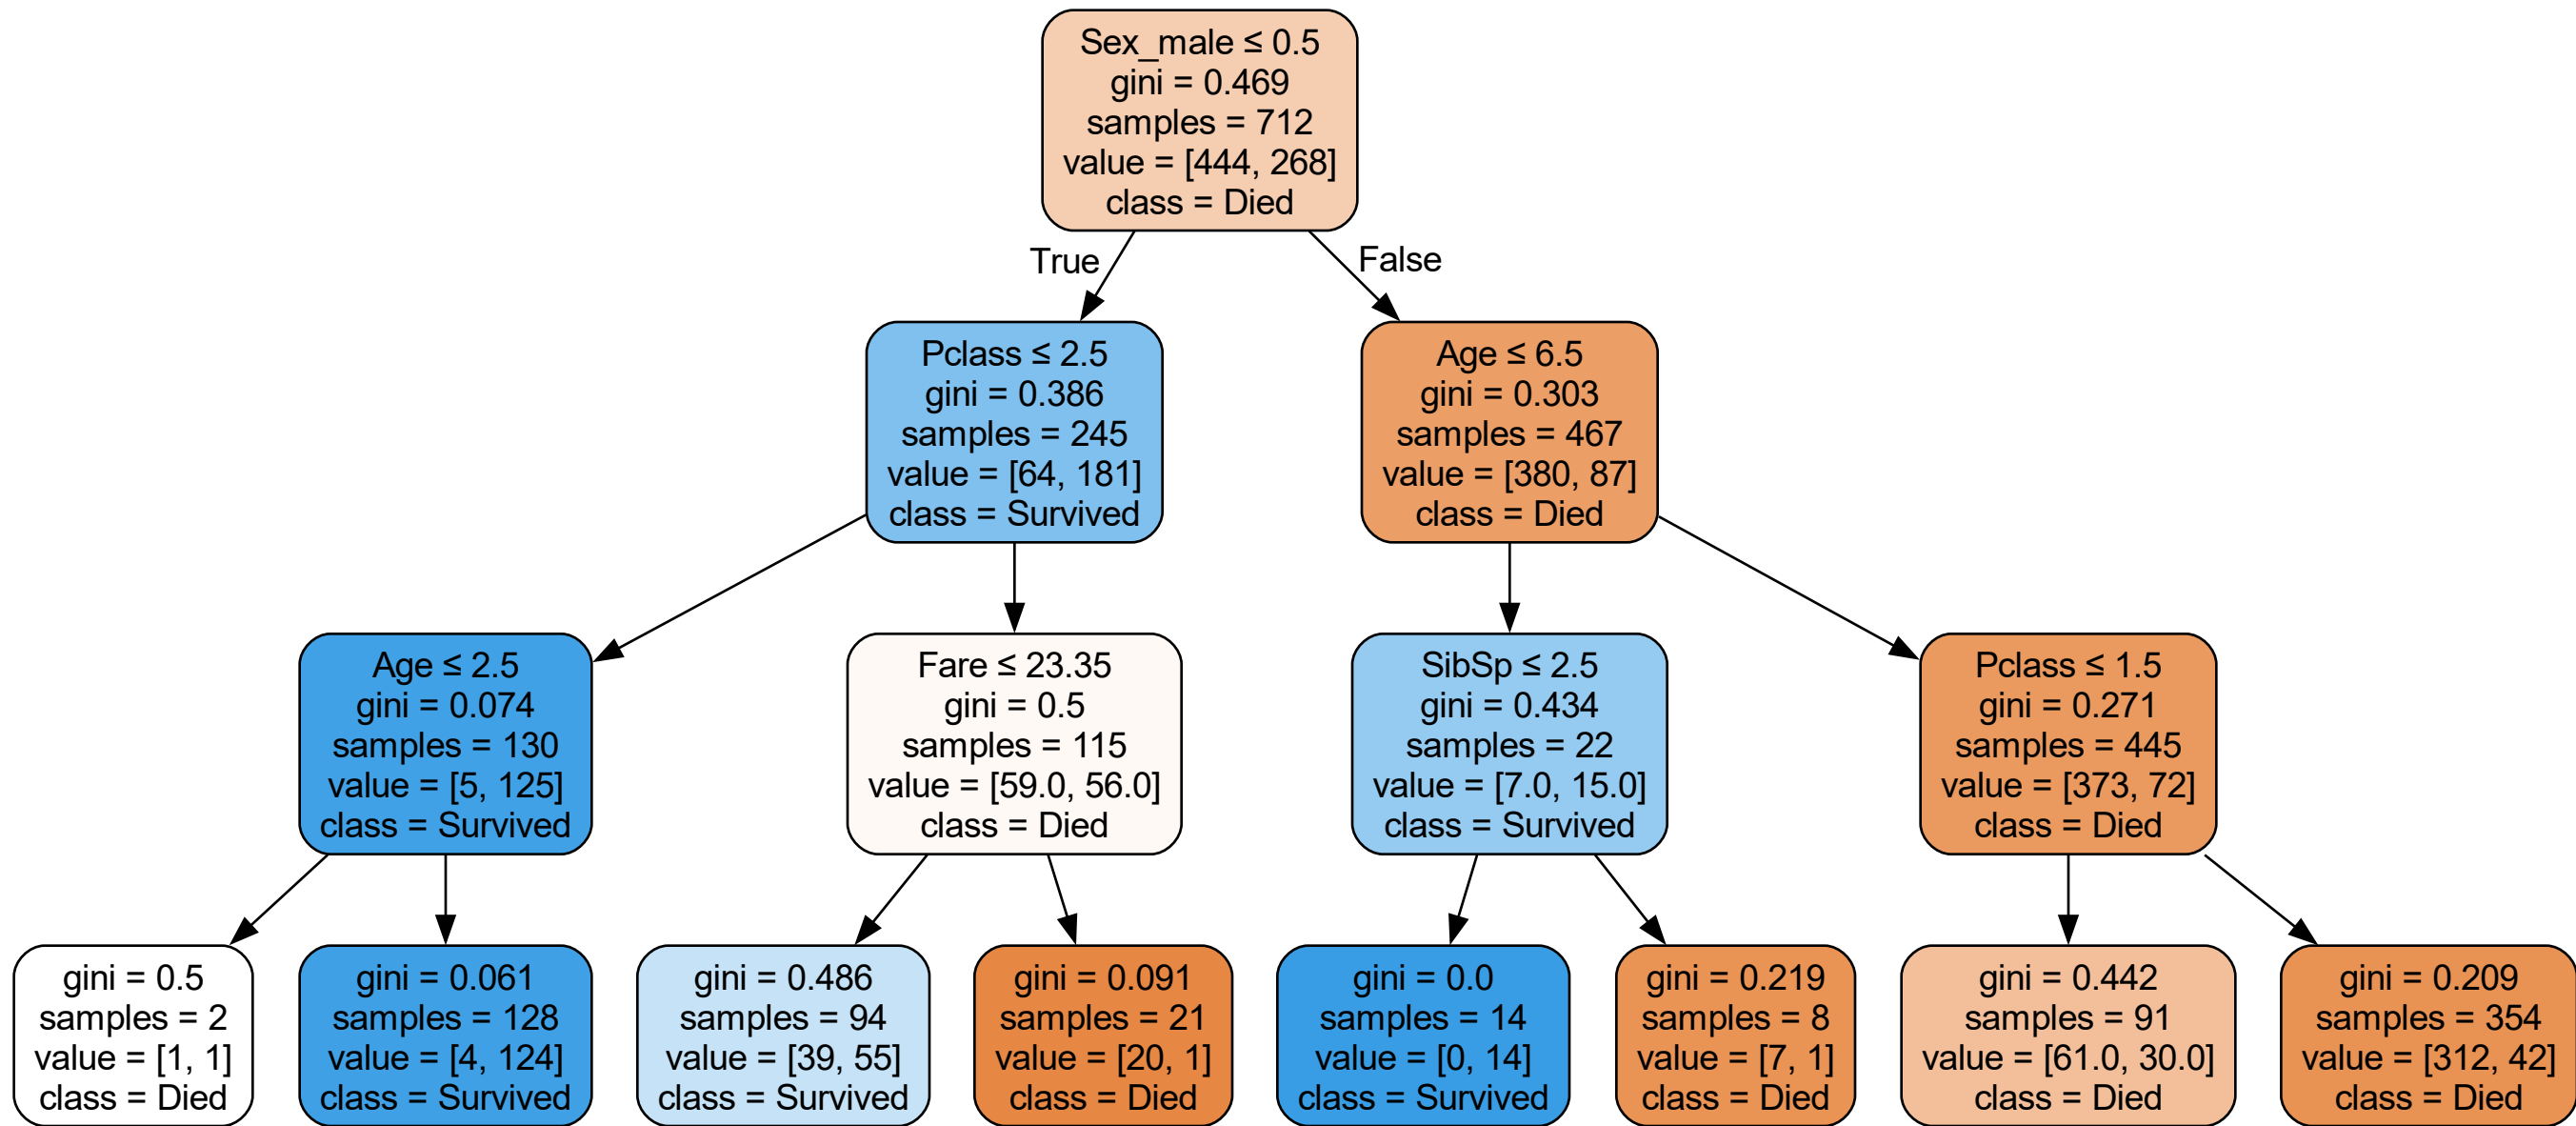 Sex_male ≤ 0.5
gini = 0.469
samples = 712
value = [444, 268]
class = Died
True
False
Pclass ≤ 2.5
gini = 0.386
samples = 245
value = [64, 181]
class = Survived
Age ≤ 6.5
gini = 0.303
samples = 467
value = [380, 87]
class = Died
Age ≤ 2.5
gini = 0.074
samples = 130
value = [5, 125]
class = Survived
Fare ≤ 23.35
gini = 0.5
samples = 115
value = [59.0, 56.0]
class = Died
SibSp ≤ 2.5
gini = 0.434
samples = 22
value = [7.0, 15.0]
class = Survived
Pclass ≤ 1.5
gini = 0.271
samples = 445
value = [373, 72]
class = Died
gini = 0.5
samples = 2
value = [1, 1]
class = Died
gini = 0.061
samples = 128
value = [4, 124]
class = Survived
gini = 0.486
samples = 94
value = [39, 55]
class = Survived
gini = 0.091
samples = 21
value = [20, 1]
class = Died
gini = 0.0
samples = 14
value = [0, 14]
class = Survived
gini = 0.219
samples = 8
value = [7, 1]
class = Died
gini = 0.442
samples = 91
value = [61.0, 30.0]
class = Died
gini = 0.209
samples = 354
value = [312, 42]
class = Died